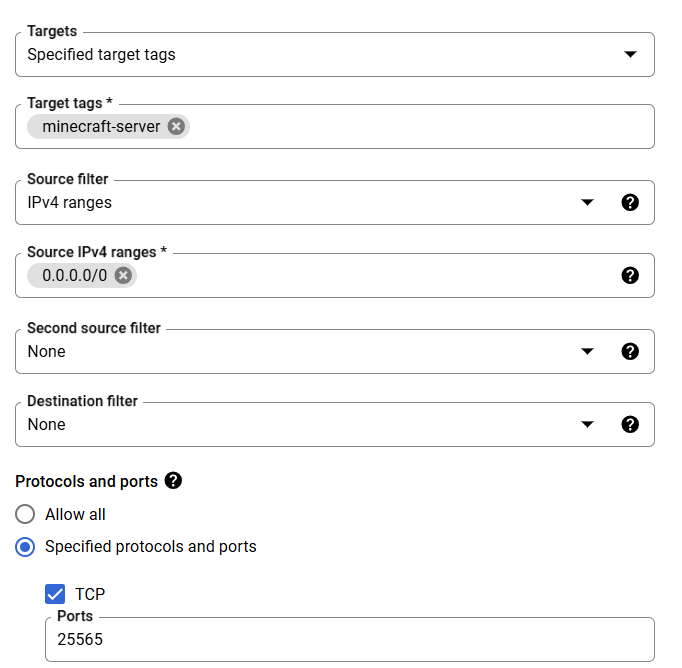 Targets
Specified target tags
Target tags *
minecraft-server
Source filter
IPv4 ranges
Source IPv4 ranges *
0.0.0.0/0
Second source filter
None
Destination filter
None
Protocols and ports
Allow all
Specified protocols and ports
TCP
Ports
25565